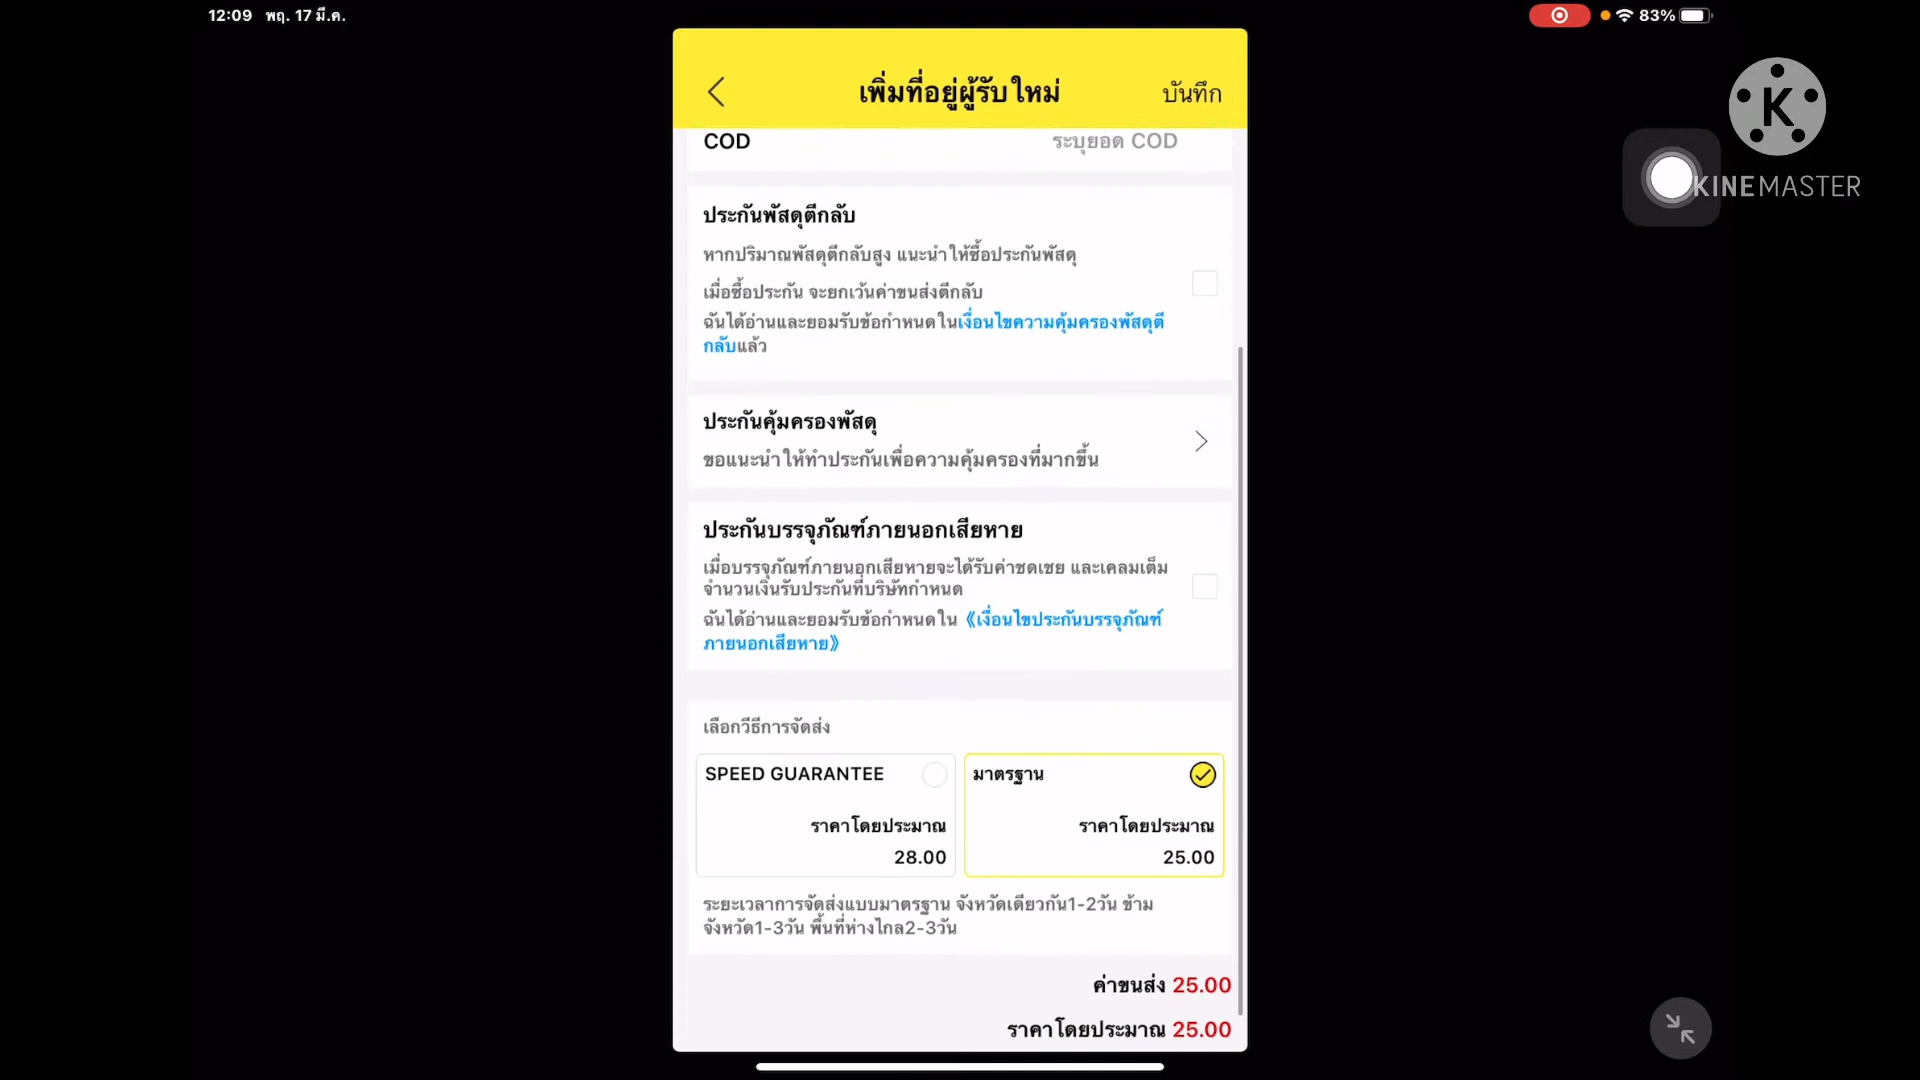 12:09 พฤ. 17 มี.ค.
83%
เพิ่มที่อยู่ผู้รับใหม่
บันทึก
COD
ระบุยอด COD
ประกันพัสดุตีกลับ
หากปริมาณพัสดุตีกลับสูง แนะนำให้ซื้อประกันพัสดุ
เมื่อซื้อประกัน จะยกเว้นค่าขนส่งตีกลับ
ฉันได้อ่านและยอมรับข้อกำหนดในเงื่อนไขความคุ้มครองพัสดุตี
กลับแล้ว
ประกันคุ้มครองพัสดุ
ขอแนะนำให้ทำประกันเพื่อความคุ้มครองที่มากขึ้น
ประกันบรรจุภัณฑ์ภายนอกเสียหาย
เมื่อบรรจุภัณฑ์ภายนอกเสียหายจะได้รับค่าชดเชย และเคลมเต็ม
จำนวนเงินรับประกันที่บริษัทกำหนด
ฉันได้อ่านและยอมรับข้อกำหนดใน《เงื่อนไขประกันบรรจุภัณฑ์
ภายนอกเสียหาย》
เลือกวีธีการจัดส่ง
SPEED GUARANTEE
ราคาโดยประมาณ
28.00
มาตรฐาน
ราคาโดยประมาณ
25.00
ระยะเวลาการจัดส่งแบบมาตรฐาน จังหวัดเดียวกัน1-2วัน ข้าม
จังหวัด1-3วัน พื้นที่ห่างไกล2-3วัน
ค่าขนส่ง 25.00
ราคาโดยประมาณ 25.00
K
KINEMASTER